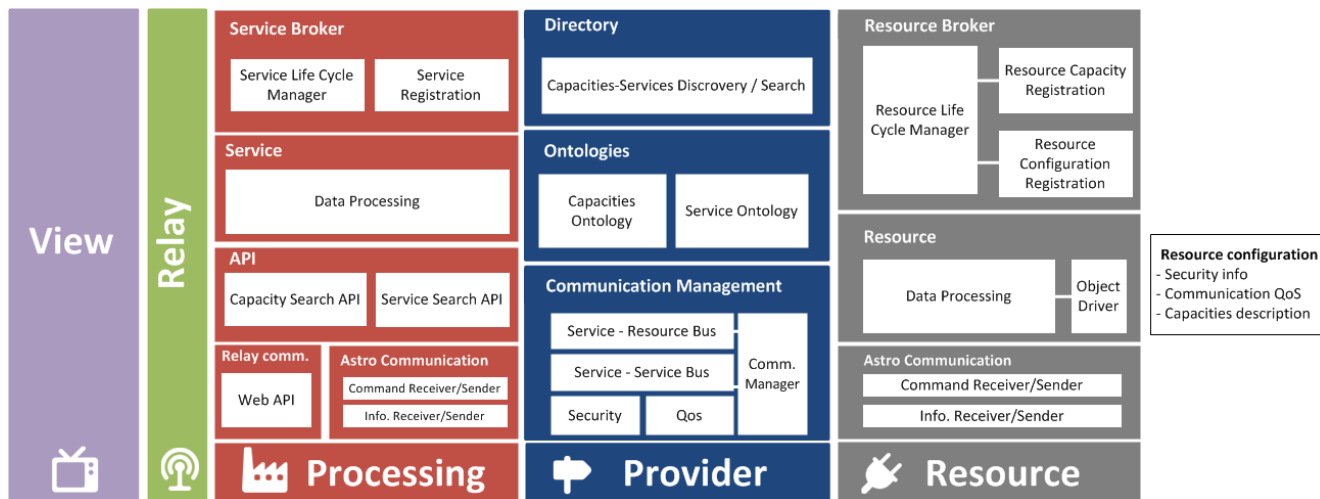 View
Relay
Service Broker
Service Life Cycle
Manager
Service
Registration
Service
Data Processing
API
Capacity Search API
Service Search API
Relay comm.
Web API
Astro Communication
Command Receiver/Sender
Info. Receiver/Sender
Processing
Directory
Capacities-Services Discrovery / Search
Ontologies
Capacities
Ontology
Service Ontology
Communication Management
Service - Resource Bus
Service - Service Bus
Security
Qos
Comm.
Manager
Provider
Resource Broker
Resource Life
Cycle Manager
Resource Capacity
Registration
Resource
Configuration
Registration
Resource
Data Processing
Object
Driver
Astro Communication
Command Receiver/Sender
Info. Receiver/Sender
Resource
Resource configuration
- Security info
- Communication QoS
- Capacities description